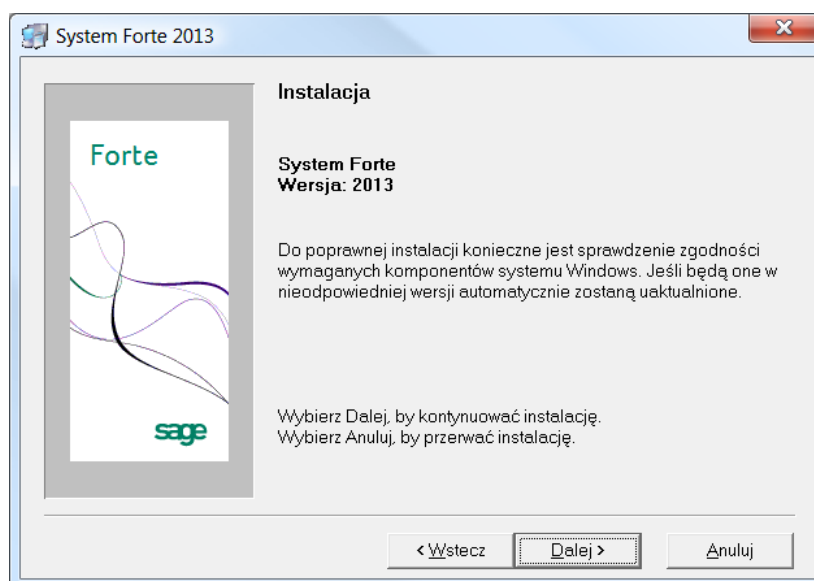 System Forte 2013
Instalacja
Forte
System Forte
Wersja: 2013
Do poprawnej instalacji konieczne jest sprawdzenie zgodności
wymaganych komponentów systemu Windows. Jeśli będą one w
nieodpowiedniej wersji automatycznie zostaną uaktualnione.
Wybierz Dalej, by kontynuować instalację.
Wybierz Anuluj, by przerwać instalację.
sage
< Wstecz
Dalej >
Anuluj